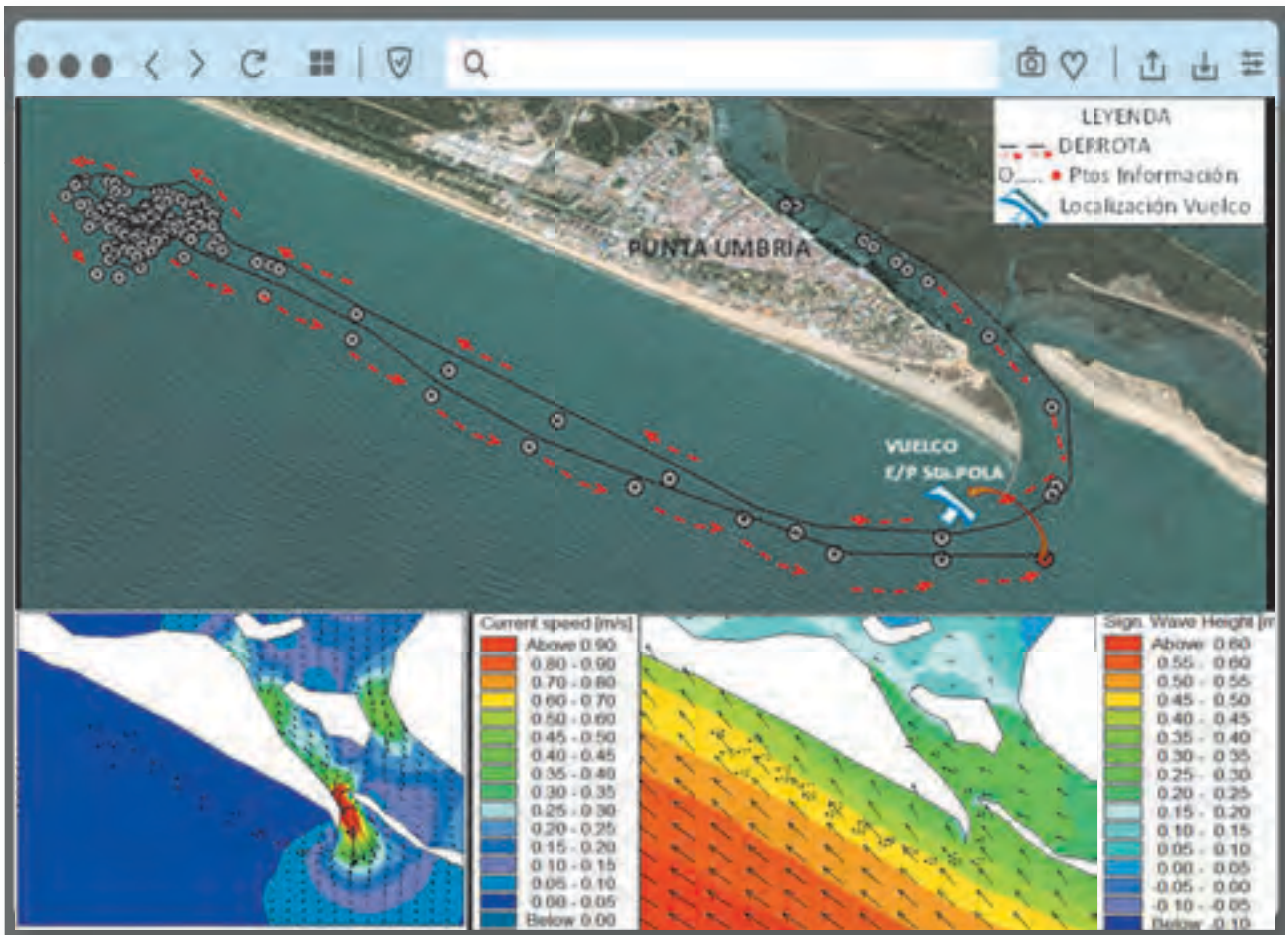 LEYENDA
DERROTA
Ptos Información
Localización Vuelco
PUNTA UMBRIA
VUELCO
E/P Sta.POLA
Current speed [m/s]
Above 0.90
0.80 - 0.90
0.70 - 0.80
0.60 - 0.70
0.50 - 0.60
0.45 - 0.50
0.40 - 0.45
0.35 - 0.40
0.30 - 0.35
0.25 - 0.30
0.20 - 0.25
0.15 - 0.20
0.10 - 0.15
0.05 - 0.10
0.00 - 0.05
Below 0.00
Sign. Wave Height [m
Above 0.60
0.55 - 0.60
0.50 - 0.55
0.45 - 0.50
0.40 - 0.45
0.35 - 0.40
0.30 - 0.35
0.25 - 0.30
0.20 - 0.25
0.15 - 0.20
0.10 - 0.15
0.05 - 0.10
0.00 - 0.05
-0.05 - 0.00
-0.10 - -0.05
Below -0.10